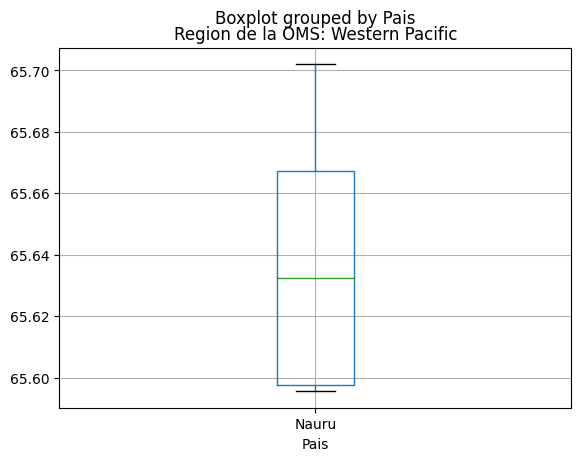 Boxplot grouped by Pais
Region de la OMS: Western Pacific
65.70
65.68
65.66
65.64
65.62
65.60
Nauru
Pais